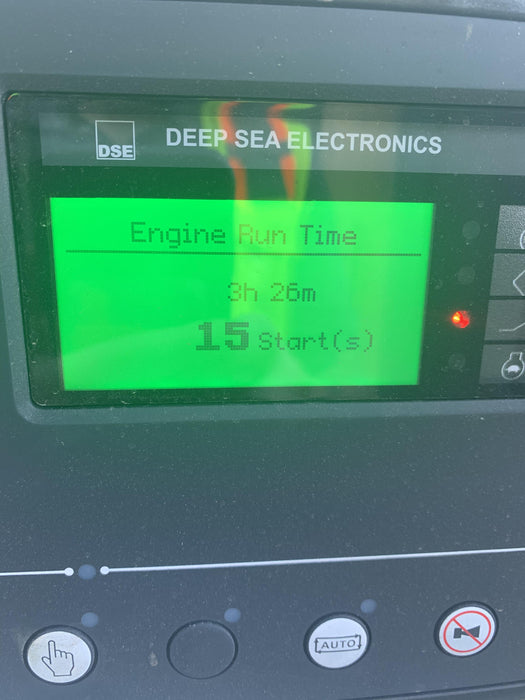 DSE DEEP SEA ELECTRONICS
Engine Run Time
3h 26m
15 Start(s)
AUTO